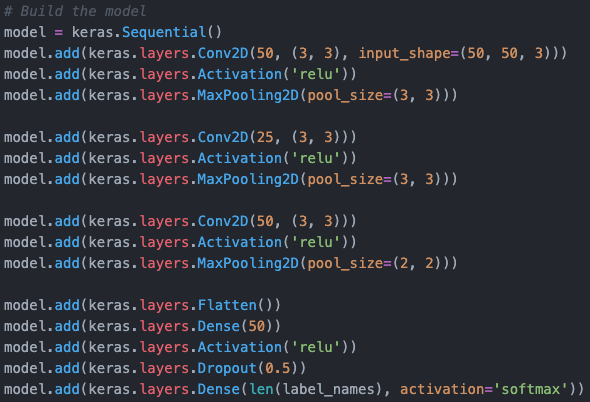 # Build the model
model = keras.Sequential()
model.add(keras.layers.Conv2D(50, (3, 3), input_shape=(50, 50, 3)))
model.add(keras.layers.Activation('relu'))
model.add(keras.layers.MaxPooling2D(pool_size=(3, 3)))

model.add(keras.layers.Conv2D(25, (3, 3)))
model.add(keras.layers.Activation('relu'))
model.add(keras.layers.MaxPooling2D(pool_size=(3, 3)))

model.add(keras.layers.Conv2D(50, (3, 3)))
model.add(keras.layers.Activation('relu'))
model.add(keras.layers.MaxPooling2D(pool_size=(2, 2)))

model.add(keras.layers.Flatten())
model.add(keras.layers.Dense(50))
model.add(keras.layers.Activation('relu'))
model.add(keras.layers.Dropout(0.5))
model.add(keras.layers.Dense(len(label_names), activation='softmax'))